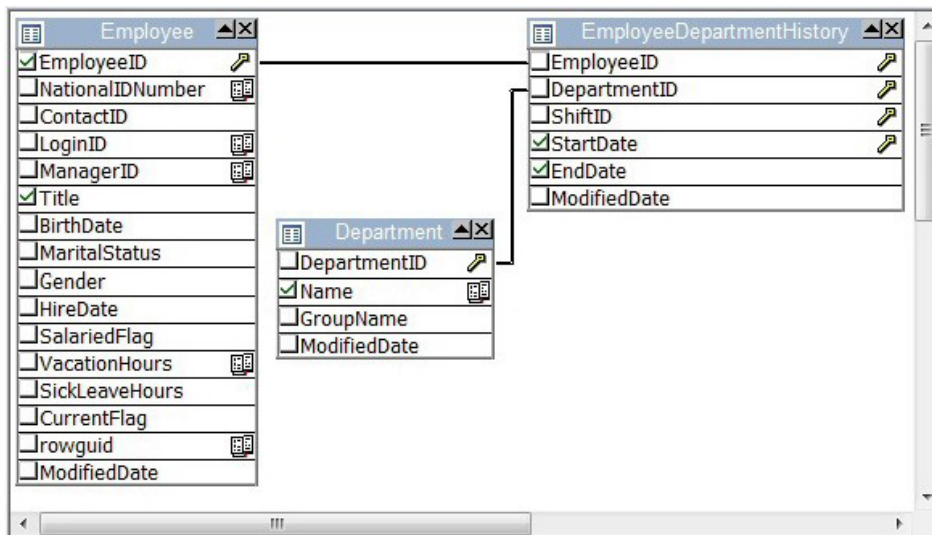 Employee
EmployeeID
NationalIDNumber
ContactID
LoginID
ManagerID
Title
BirthDate
MaritalStatus
Gender
HireDate
SalariedFlag
VacationHours
SickLeaveHours
CurrentFlag
rowguid
ModifiedDate
Department
DepartmentID
Name
GroupName
ModifiedDate
EmployeeDepartmentHistory
EmployeeID
DepartmentID
ShiftID
StartDate
EndDate
ModifiedDate